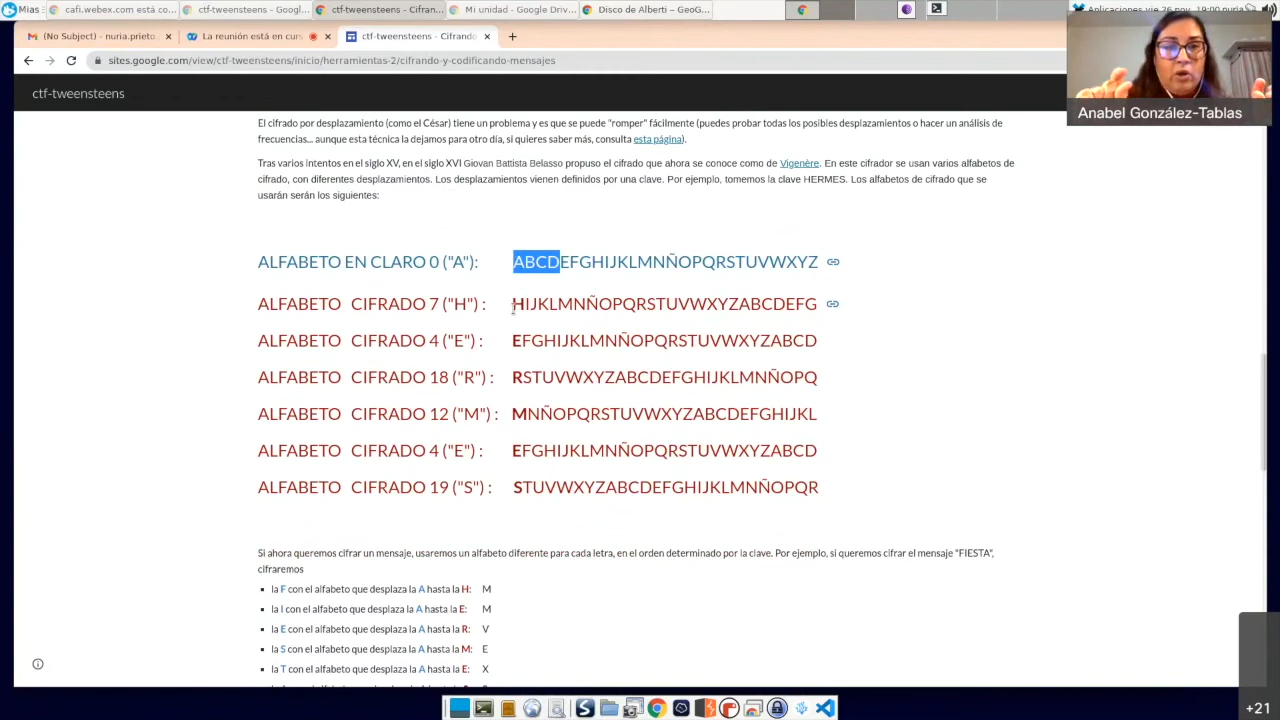 Mias
cafi.webex.com está co...
ctf-tweensteens - Googl...
ctf-tweensteens - Cifran...
Mi unidad - Google Driv...
Disco de Alberti – GeoG...
Aplicaciones vie 26 nov, 19:00 nuria
(No Subject) - nuria.prieto.
La reunión está en curs
ctf-tweensteens - Cifrando
sites.google.com/view/ctf-tweensteens/inicio/herramientas-2/cifrando-y-codificando-mensajes
ctf-tweensteens
Anabel González-Tablas
El cifrado por desplazamiento (como el César) tiene un problema y es que se puede "romper" fácilmente (puedes probar todas los posibles desplazamientos o hacer un análisis de
frecuencias... aunque esta técnica la dejamos para otro día, si quieres saber más, consulta esta página).
Tras varios intentos en el siglo XV, en el siglo XVI Giovan Battista Belasso propuso el cifrado que ahora se conoce como de Vigenère. En este cifrador se usan varios alfabetos de
cifrado, con diferentes desplazamientos. Los desplazamientos vienen definidos por una clave. Por ejemplo, tomemos la clave HERMES. Los alfabetos de cifrado que se
usarán serán los siguientes:
ALFABETO EN CLARO 0 ("A"): ABCDEFGHIJKLMNÑOPQRSTUVWXYZ
ALFABETO CIFRADO 7 ("H") : HIJKLMNÑOPQRSTUVWXYZABCDEFG
ALFABETO CIFRADO 4 ("E") : EFGHIJKLMNÑOPQRSTUVWXYZABCD
ALFABETO CIFRADO 18 ("R") : RSTUVWXYZABCDEFGHIJKLMNÑOPQ
ALFABETO CIFRADO 12 ("M") : MNÑOPQRSTUVWXYZABCDEFGHIJKL
ALFABETO CIFRADO 4 ("E") : EFGHIJKLMNÑOPQRSTUVWXYZABCD
ALFABETO CIFRADO 19 ("S") : STUVWXYZABCDEFGHIJKLMNÑOPQR
Si ahora queremos cifrar un mensaje, usaremos un alfabeto diferente para cada letra, en el orden determinado por la clave. Por ejemplo, si queremos cifrar el mensaje "FIESTA",
cifraremos
la F con el alfabeto que desplaza la A hasta la H: M
la I con el alfabeto que desplaza la A hasta la E: M
la E con el alfabeto que desplaza la A hasta la R: V
la S con el alfabeto que desplaza la A hasta la M: E
la T con el alfabeto que desplaza la A hasta la E: X
+21